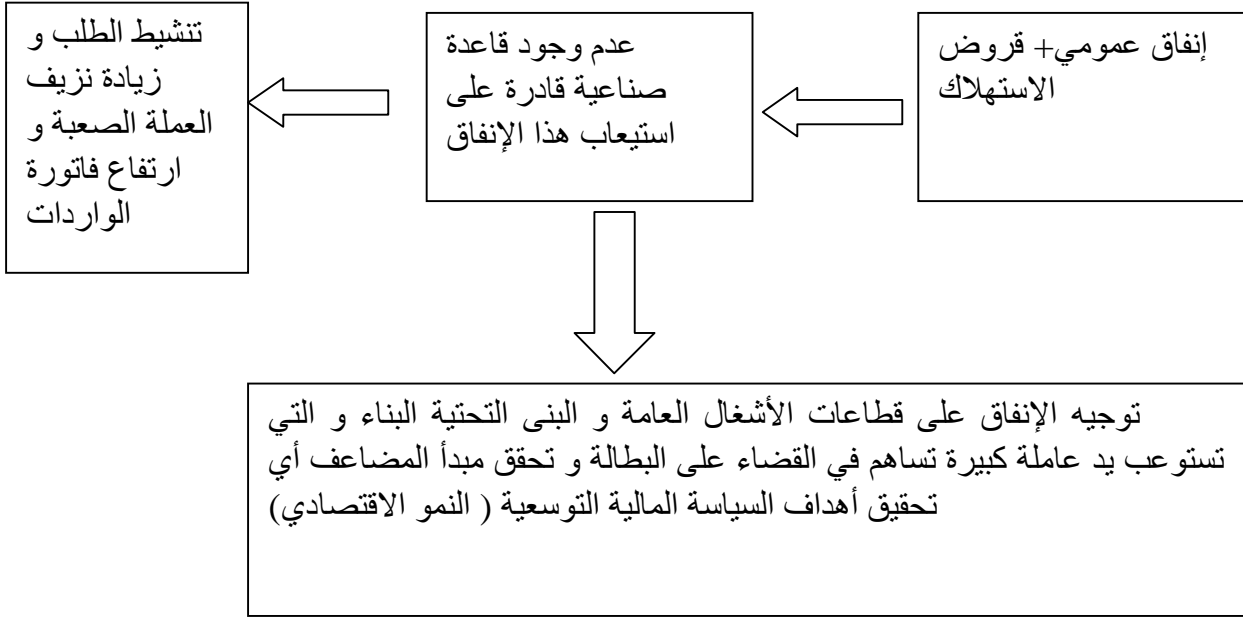 إنفاق عمومي+ قروض
الاستهلاك
عدم وجود قاعدة
صناعية قادرة على
استيعاب هذا الإنفاق
تنشيط الطلب و
زيادة نزيف
العملة الصعبة و
ارتفاع فاتورة
الواردات
توجيه الإنفاق على قطاعات الأشغال العامة و البنى التحتية البناء و التي
تستوعب يد عاملة كبيرة تساهم في القضاء على البطالة و تحقق مبدأ المضاعف أي
تحقيق أهداف السياسة المالية التوسعية ( النمو الاقتصادي)